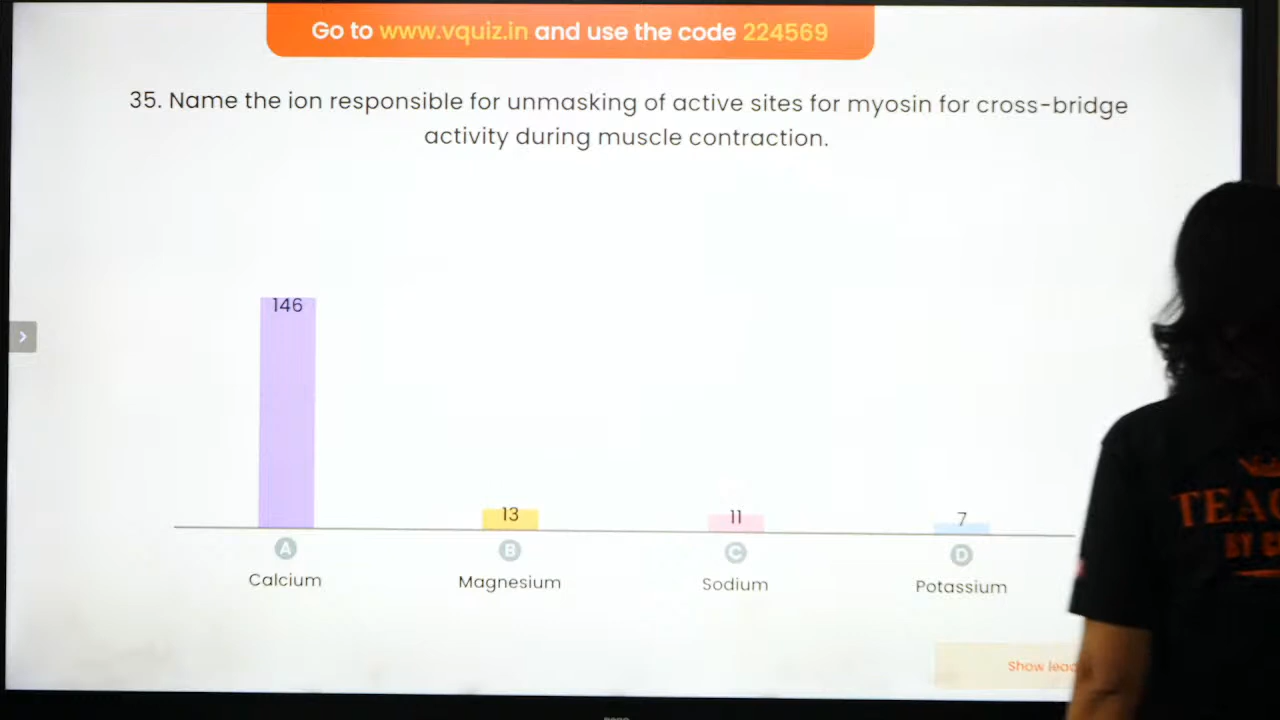 Go to www.vquiz.in and use the code 224569
35. Name the ion responsible for unmasking of active sites for myosin for cross-bridge
activity during muscle contraction.
146
13
11
7
A
B
C
D
Calcium
Magnesium
Sodium
Potassium
Show
BY